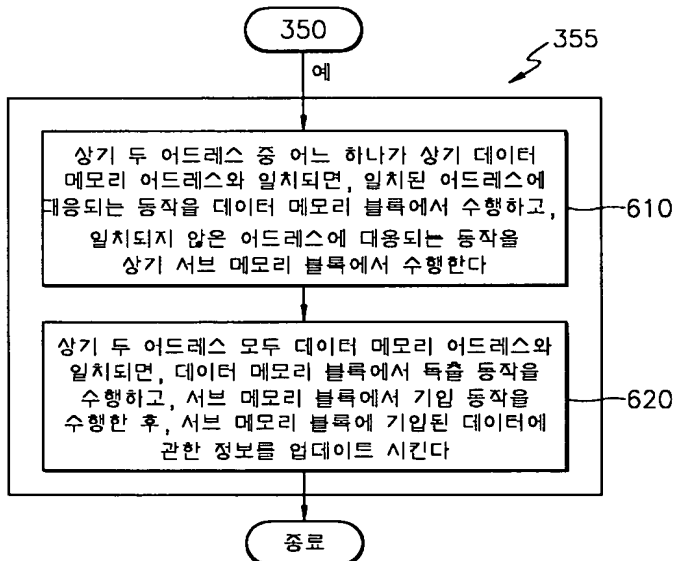 350
355
예
상기 두 어드레스 중 어느 하나가 상기 데이터
메모리 어드레스와 일치되면, 일치된 어드레스에
대응되는 동작을 데이터 메모리 블록에서 수행하고,
일치되지 않은 어드레스에 대응되는 동작을
상기 서브 메모리 블록에서 수행한다
610
상기 두 어드레스 모두 데이터 메모리 어드레스와
일치되면, 데이터 메모리 블록에서 독출 동작을
수행하고, 서브 메모리 블록에서 기입 동작을
수행한 후, 서브 메모리 블록에 기입된 데이터에
관한 정보를 업데이트 시킨다
620
종료